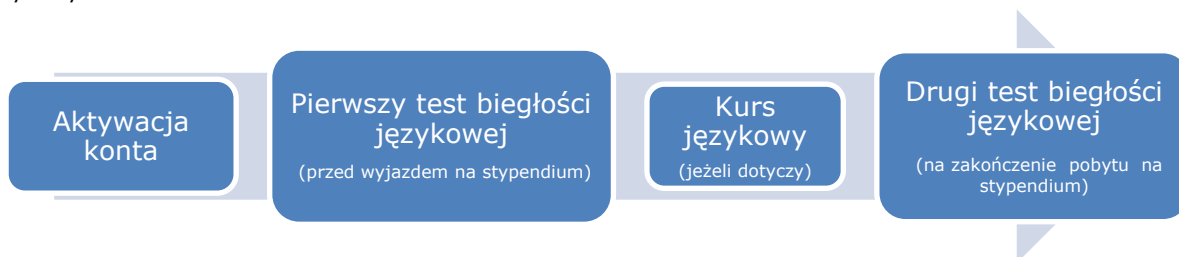 Aktywacja
konta
Pierwszy test biegłości
językowej
(przed wyjazdem na stypendium)
Kurs
językowy
(jeżeli dotyczy)
Drugi test biegłości
językowej
(na zakończenie pobytu na
stypendium)